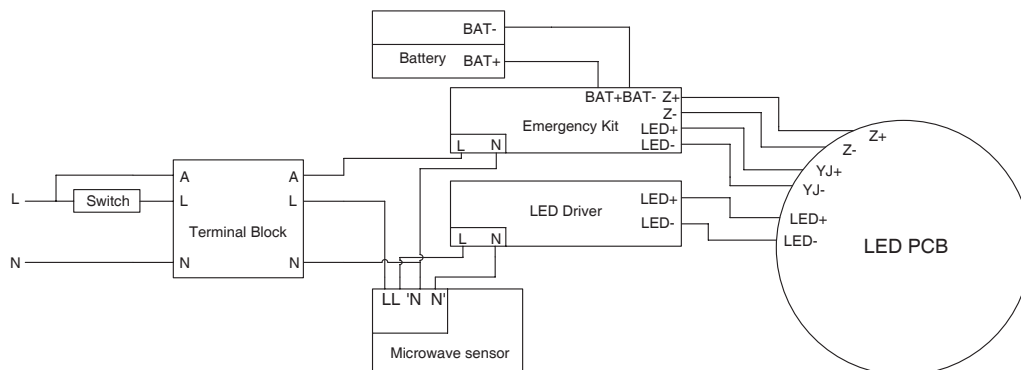 BAT-
Battery BAT+
BAT+BAT- Z+
Z-
Emergency Kit
LED+
LED-
L N
Z+
Z-
YJ+
YJ-
LED+
LED-
LED PCB
A A
L Switch L L
Terminal Block
N N N
LED+
LED Driver
LED-
L N
LL 'N N'
Microwave sensor